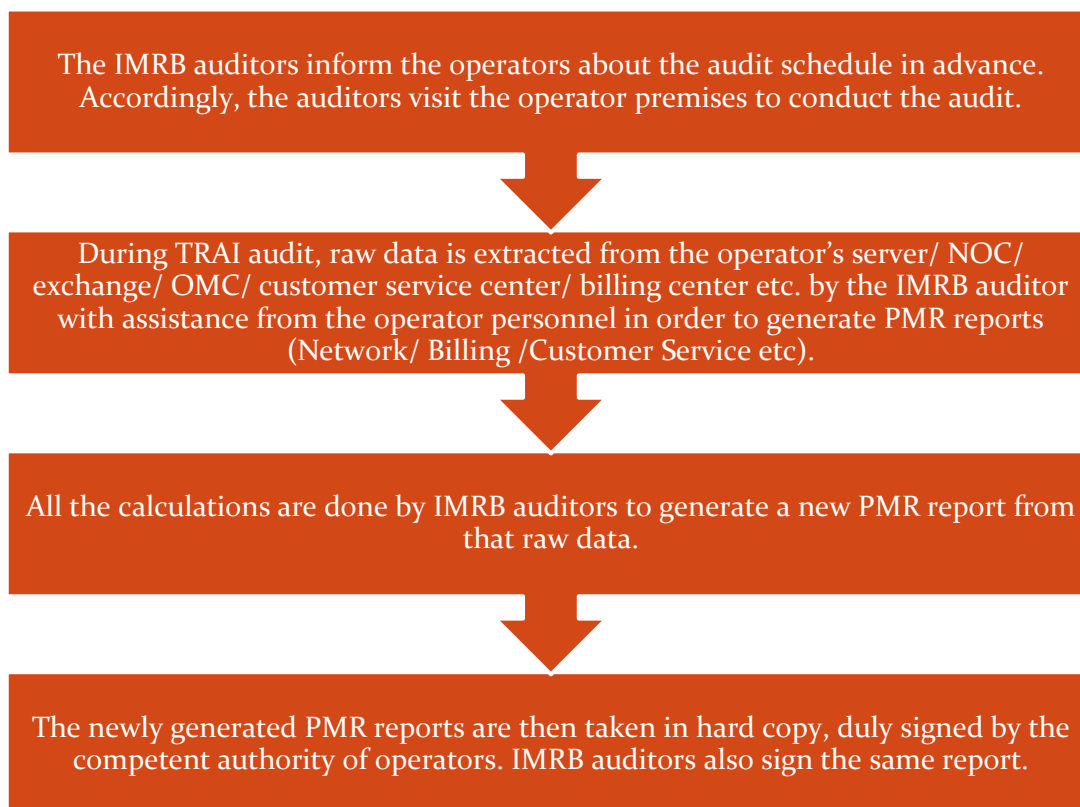 The IMRB auditors inform the operators about the audit schedule in advance.
Accordingly, the auditors visit the operator premises to conduct the audit.
During TRAI audit, raw data is extracted from the operator’s server/ NOC/
exchange/ OMC/ customer service center/ billing center etc. by the IMRB auditor
with assistance from the operator personnel in order to generate PMR reports
(Network/ Billing /Customer Service etc).
All the calculations are done by IMRB auditors to generate a new PMR report from
that raw data.
The newly generated PMR reports are then taken in hard copy, duly signed by the
competent authority of operators. IMRB auditors also sign the same report.